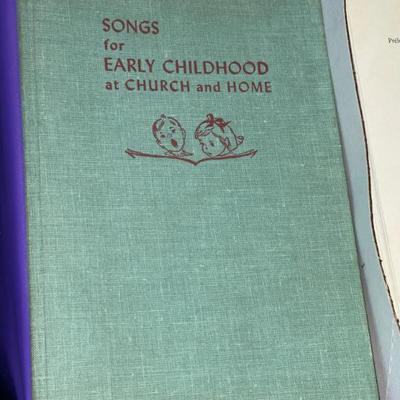 SONGS
for
EARLY CHILDHOOD
at CHURCH and HOME